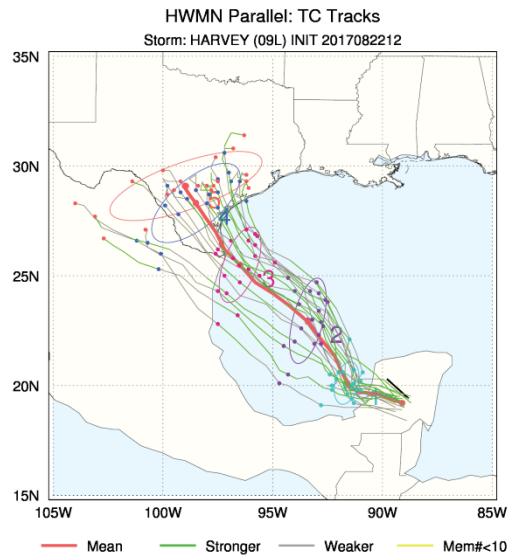 HWMN Parallel: TC Tracks
Storm: HARVEY (09L) INIT 2017082212
35N
30N
5
4
25N
3
2
20N
1
15N
105W 100W 95W 90W 85W
Mean Stronger Weaker Mem#<10